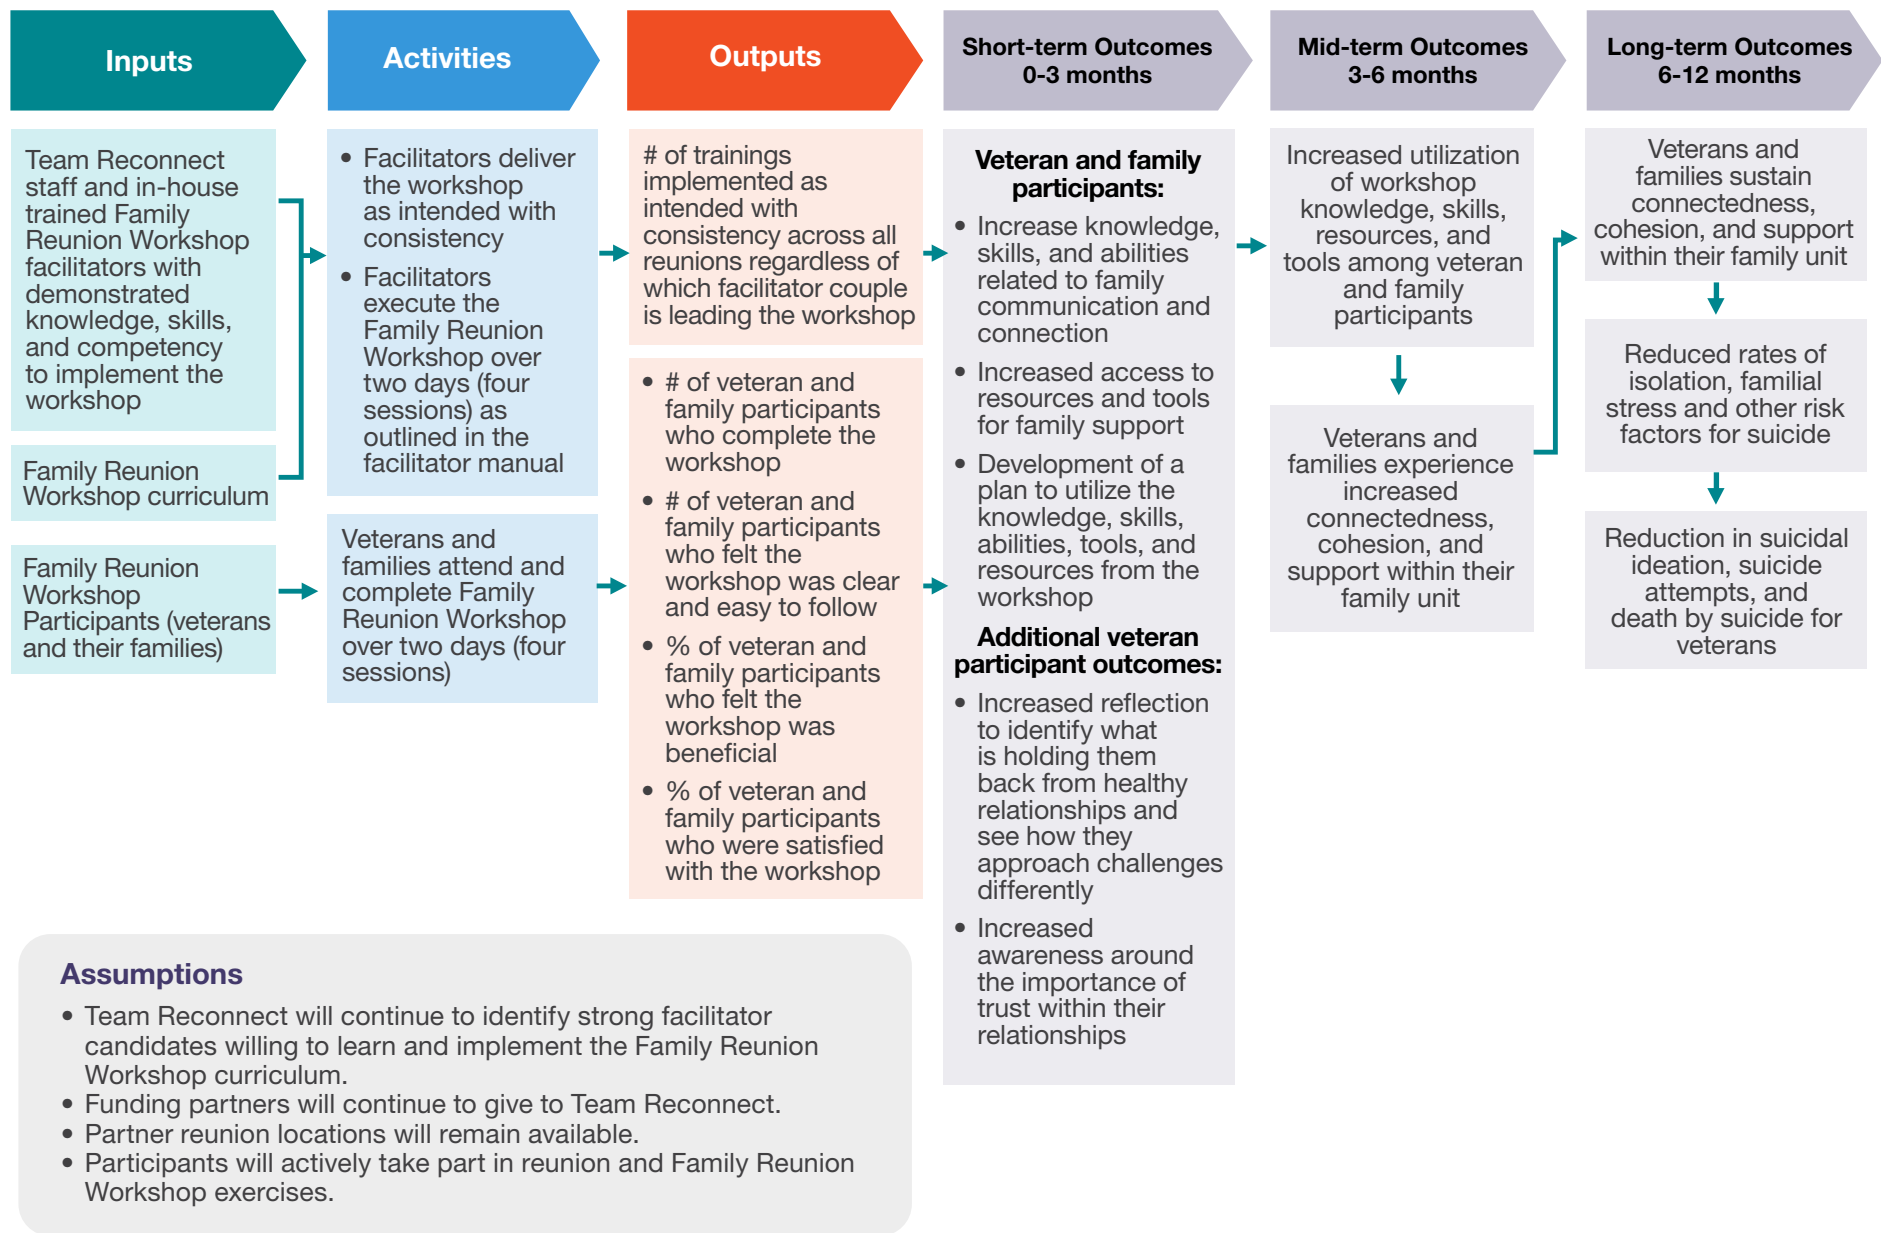 Inputs
Team Reconnect
staff and in-house
trained Family
Reunion Workshop
facilitators with
demonstrated
knowledge, skills,
and competency
to implement the
workshop
Family Reunion
Workshop curriculum
Family Reunion
Workshop
Participants (veterans
and their families)
Activities
• Facilitators deliver
the workshop
as intended with
consistency
• Facilitators
execute the
Family Reunion
Workshop over
two days (four
sessions) as
outlined in the
facilitator manual
Veterans and
families attend and
complete Family
Reunion Workshop
over two days (four
sessions)
Outputs
# of trainings
implemented as
intended with
consistency across all
reunions regardless of
which facilitator couple
is leading the workshop
• # of veteran and
family participants
who complete the
workshop
• # of veteran and
family participants
who felt the
workshop was clear
and easy to follow
• % of veteran and
family participants
who felt the
workshop was
beneficial
• % of veteran and
family participants
who were satisfied
with the workshop
Short-term Outcomes
0-3 months
Veteran and family
participants:
• Increase knowledge,
skills, and abilities
related to family
communication and
connection
• Increased access to
resources and tools
for family support
• Development of a
plan to utilize the
knowledge, skills,
abilities, tools, and
resources from the
workshop
Additional veteran
participant outcomes:
• Increased reflection
to identify what
is holding them
back from healthy
relationships and
see how they
approach challenges
differently
• Increased
awareness around
the importance of
trust within their
relationships
Mid-term Outcomes
3-6 months
Increased utilization
of workshop
knowledge, skills,
resources, and
tools among veteran
and family
participants
Veterans and
families experience
increased
connectedness,
cohesion, and
support within their
family unit
Long-term Outcomes
6-12 months
Veterans and
families sustain
connectedness,
cohesion, and support
within their family unit
Reduced rates of
isolation, familial
stress and other risk
factors for suicide
Reduction in suicidal
ideation, suicide
attempts, and
death by suicide for
veterans
Assumptions
• Team Reconnect will continue to identify strong facilitator
candidates willing to learn and implement the Family Reunion
Workshop curriculum.
• Funding partners will continue to give to Team Reconnect.
• Partner reunion locations will remain available.
• Participants will actively take part in reunion and Family Reunion
Workshop exercises.